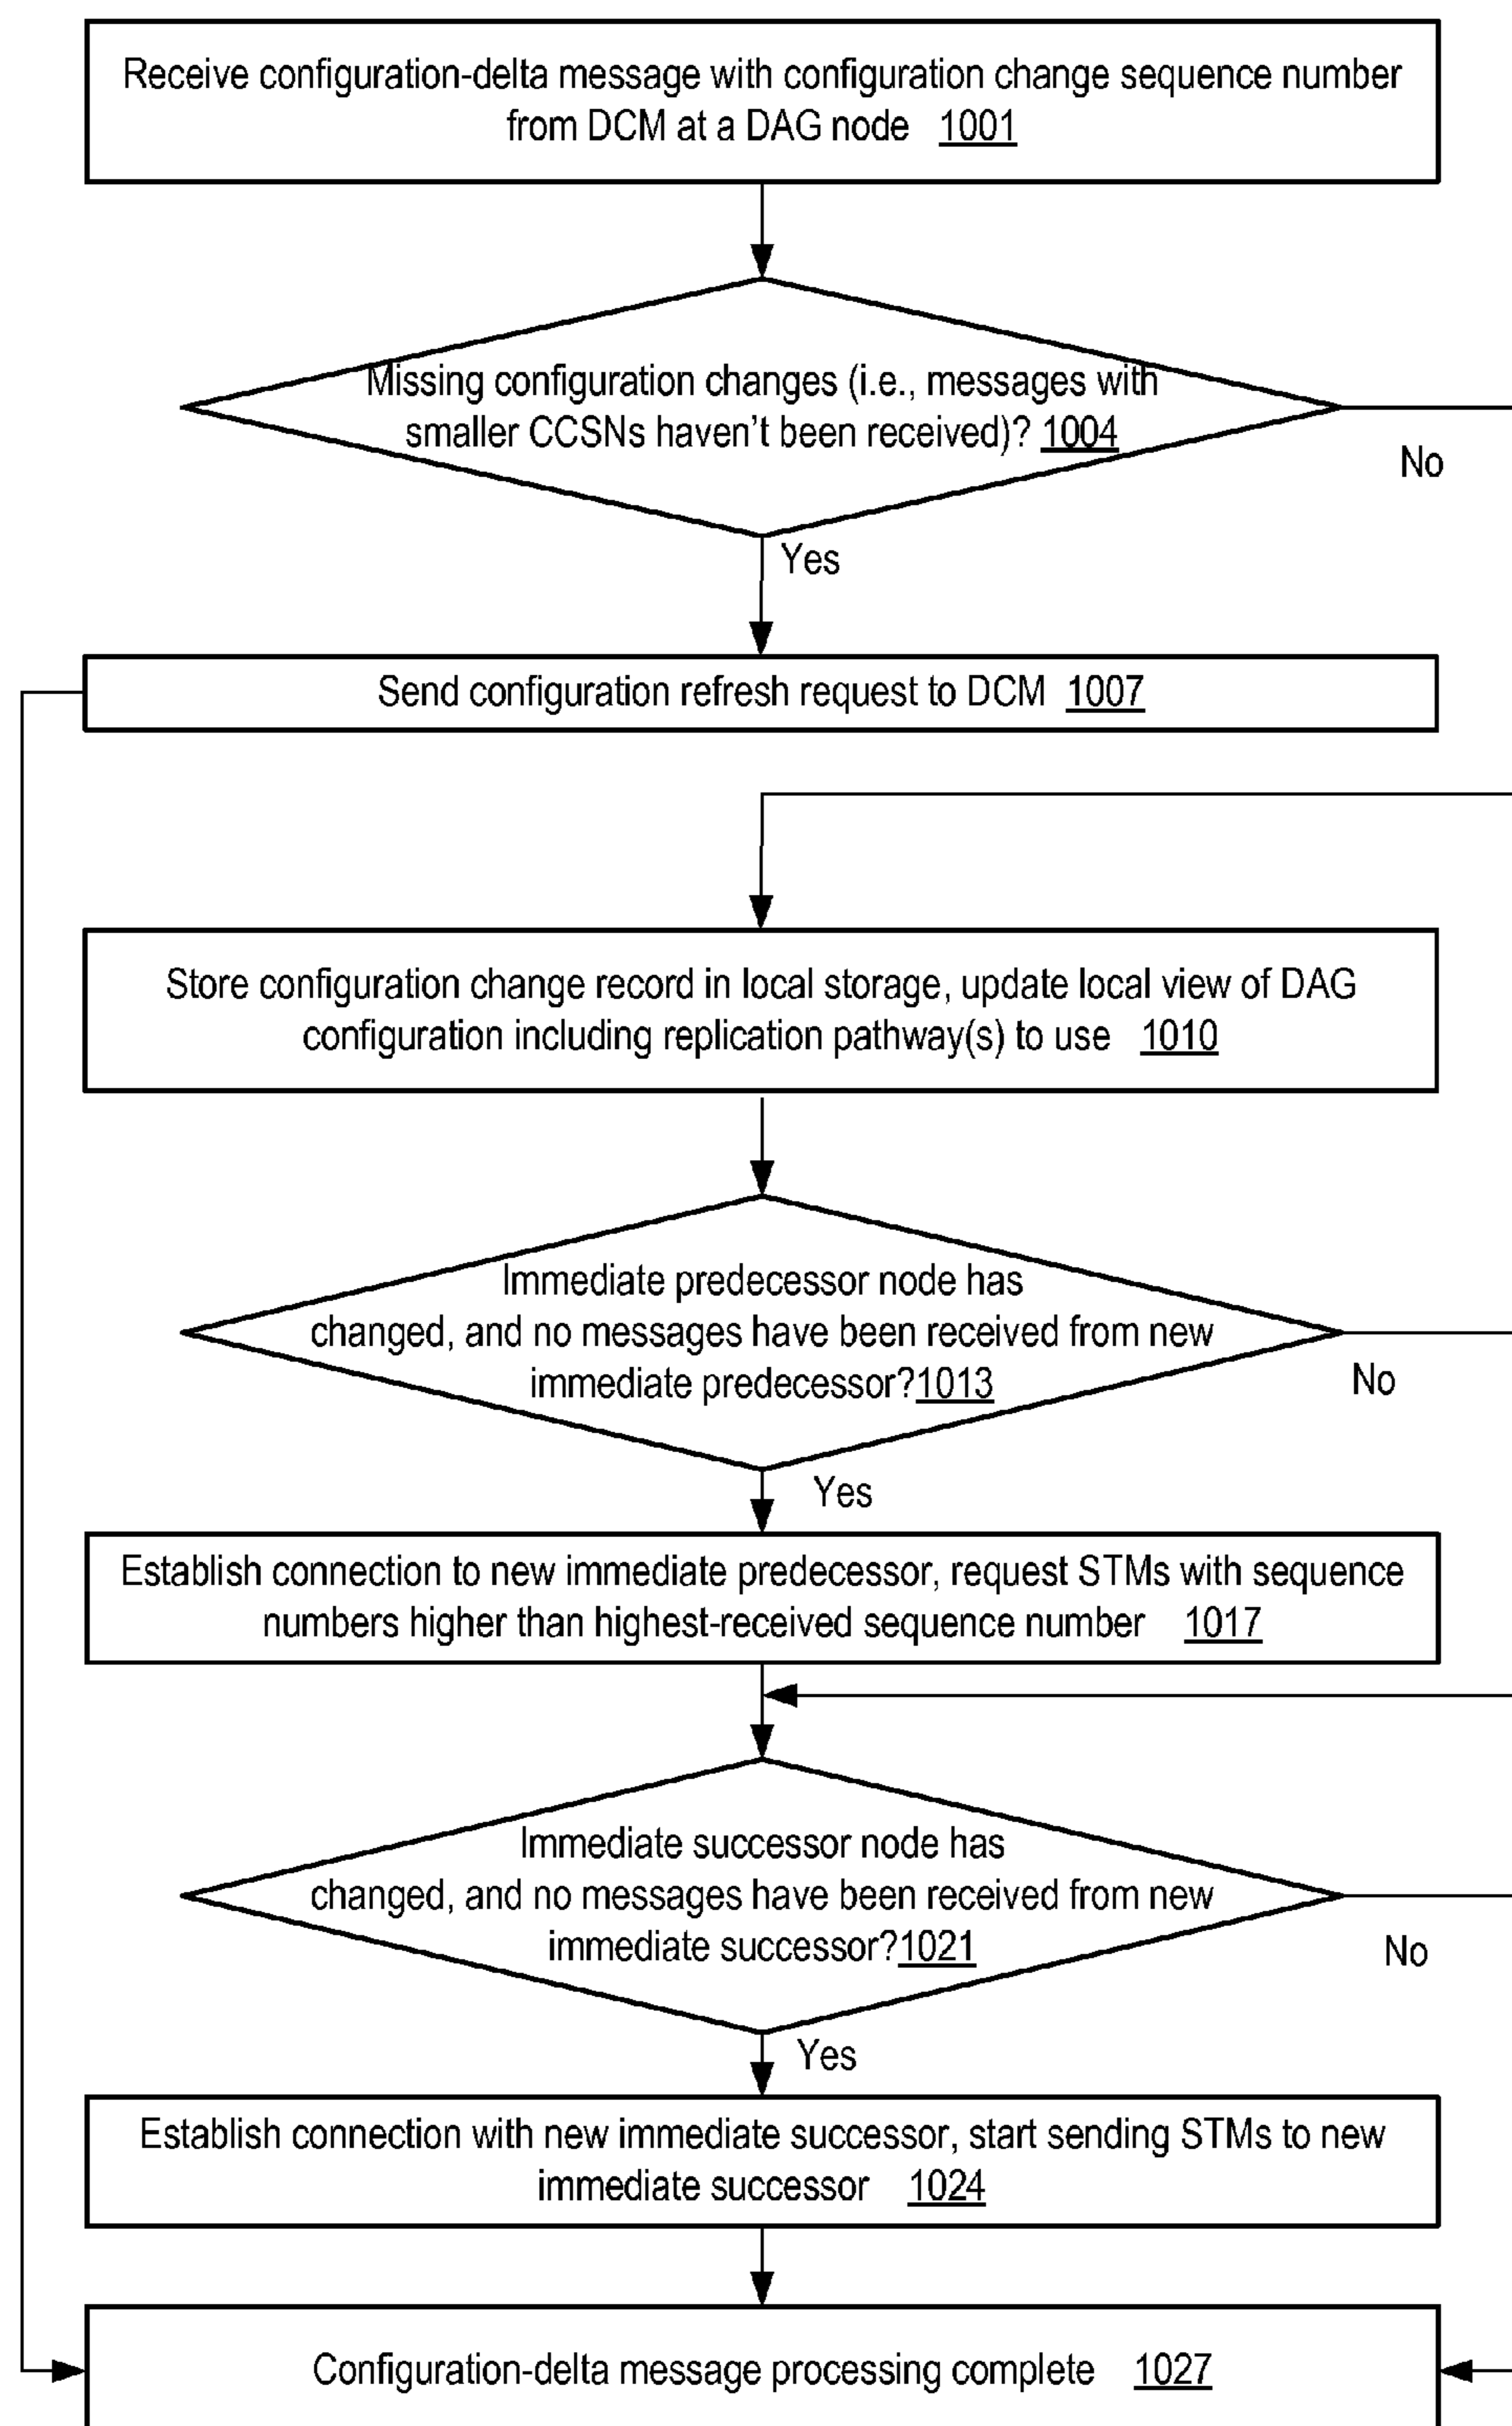 Receive configuration-delta message with configuration change sequence number
from DCM at a DAG node 1001
Missing configuration changes (i.e., messages with
smaller CCSNs haven't been received)? 1004
No
Yes
Send configuration refresh request to DCM 1007
Store configuration change record in local storage, update local view of DAG
configuration including replication pathway(s) to use 1010
Immediate predecessor node has
changed, and no messages have been received from new
immediate predecessor?1013
No
Yes
Establish connection to new immediate predecessor, request STMs with sequence
numbers higher than highest-received sequence number 1017
Immediate successor node has
changed, and no messages have been received from new
immediate successor?1021
No
Yes
Establish connection with new immediate successor, start sending STMs to new
immediate successor 1024
Configuration-delta message processing complete 1027